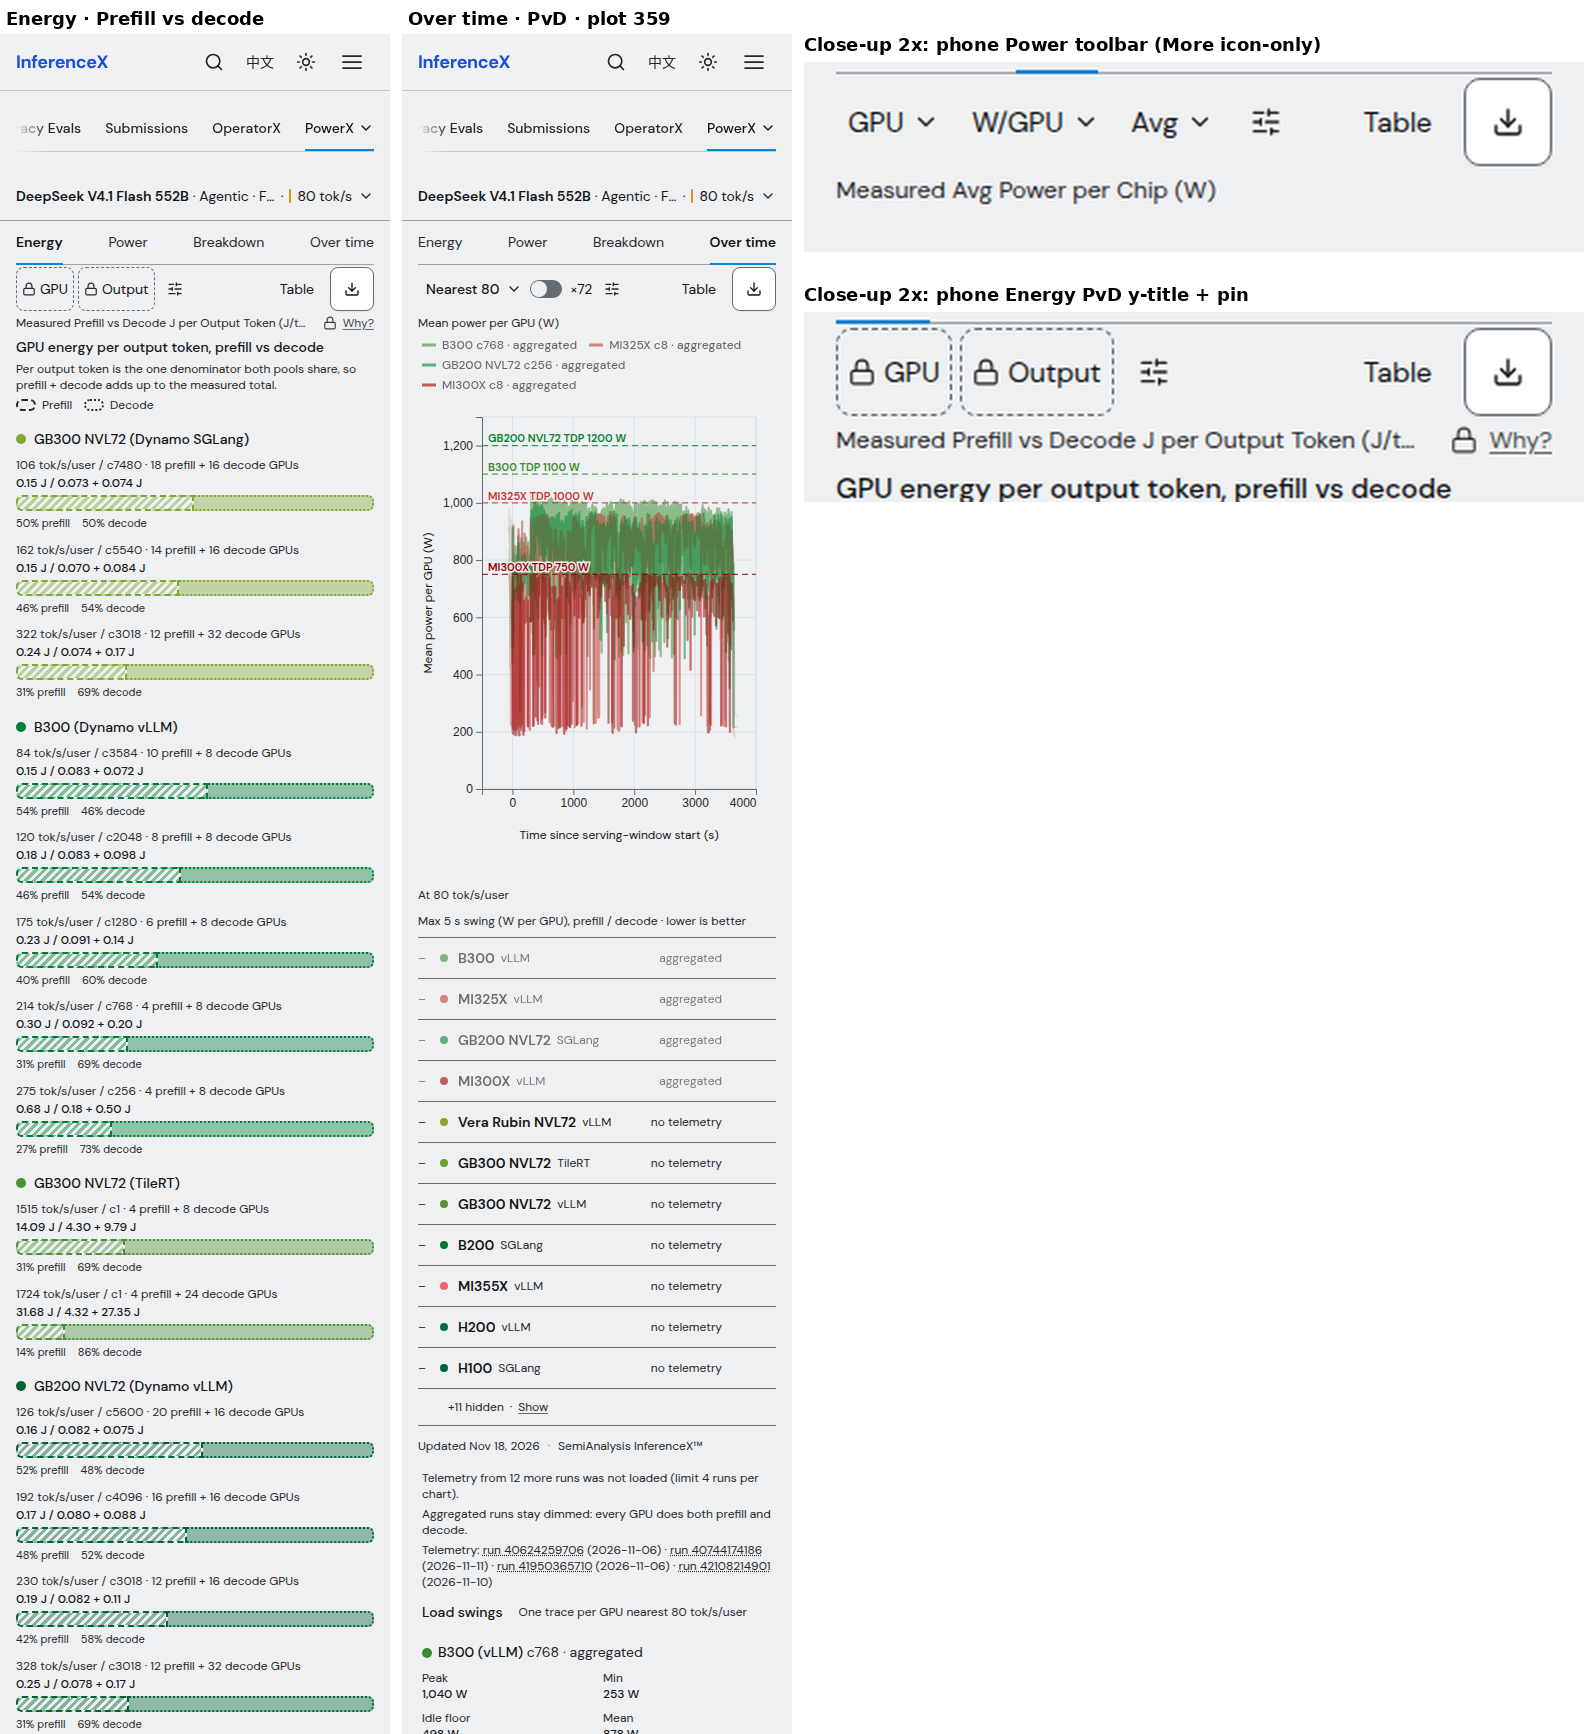 Energy · Prefill vs decode
InferenceX
中文
acy Evals Submissions OperatorX PowerX
DeepSeek V4.1 Flash 552B · Agentic · F... · 80 tok/s
Energy Power Breakdown Over time
GPU Output Table
Measured Prefill vs Decode J per Output Token (J/t... Why?
GPU energy per output token, prefill vs decode
Per output token is the one denominator both pools share, so
prefill + decode adds up to the measured total.
Prefill Decode
GB300 NVL72 (Dynamo SGLang)
106 tok/s/user / c7480 · 18 prefill + 16 decode GPUs
0.15 J / 0.073 + 0.074 J
50% prefill 50% decode
162 tok/s/user / c5540 · 14 prefill + 16 decode GPUs
0.15 J / 0.070 + 0.084 J
46% prefill 54% decode
322 tok/s/user / c3018 · 12 prefill + 32 decode GPUs
0.24 J / 0.074 + 0.17 J
31% prefill 69% decode
B300 (Dynamo vLLM)
84 tok/s/user / c3584 · 10 prefill + 8 decode GPUs
0.15 J / 0.083 + 0.072 J
54% prefill 46% decode
120 tok/s/user / c2048 · 8 prefill + 8 decode GPUs
0.18 J / 0.083 + 0.098 J
46% prefill 54% decode
175 tok/s/user / c1280 · 6 prefill + 8 decode GPUs
0.23 J / 0.091 + 0.14 J
40% prefill 60% decode
214 tok/s/user / c768 · 4 prefill + 8 decode GPUs
0.30 J / 0.092 + 0.20 J
31% prefill 69% decode
275 tok/s/user / c256 · 4 prefill + 8 decode GPUs
0.68 J / 0.18 + 0.50 J
27% prefill 73% decode
GB300 NVL72 (TileRT)
1515 tok/s/user / c1 · 4 prefill + 8 decode GPUs
14.09 J / 4.30 + 9.79 J
31% prefill 69% decode
1724 tok/s/user / c1 · 4 prefill + 24 decode GPUs
31.68 J / 4.32 + 27.35 J
14% prefill 86% decode
GB200 NVL72 (Dynamo vLLM)
126 tok/s/user / c5600 · 20 prefill + 16 decode GPUs
0.16 J / 0.082 + 0.075 J
52% prefill 48% decode
192 tok/s/user / c4096 · 16 prefill + 16 decode GPUs
0.17 J / 0.080 + 0.088 J
48% prefill 52% decode
230 tok/s/user / c3018 · 12 prefill + 16 decode GPUs
0.19 J / 0.082 + 0.11 J
42% prefill 58% decode
328 tok/s/user / c3018 · 12 prefill + 32 decode GPUs
0.25 J / 0.078 + 0.17 J
31% prefill 69% decode
Over time · PvD · plot 359
InferenceX
中文
acy Evals Submissions OperatorX PowerX
DeepSeek V4.1 Flash 552B · Agentic · F... · 80 tok/s
Energy Power Breakdown Over time
Nearest 80 ×72 Table
Mean power per GPU (W)
B300 c768 · aggregated MI325X c8 · aggregated
GB200 NVL72 c256 · aggregated
MI300X c8 · aggregated
GB200 NVL72 TDP 1200 W
B300 TDP 1100 W
MI325X TDP 1000 W
MI300X TDP 750 W
1,200
1,000
800
600
400
200
0
Mean power per GPU (W)
0 1000 2000 3000 4000
Time since serving-window start (s)
At 80 tok/s/user
Max 5 s swing (W per GPU), prefill / decode · lower is better
– B300 vLLM aggregated
– MI325X vLLM aggregated
– GB200 NVL72 SGLang aggregated
– MI300X vLLM aggregated
– Vera Rubin NVL72 vLLM no telemetry
– GB300 NVL72 TileRT no telemetry
– GB300 NVL72 vLLM no telemetry
– B200 SGLang no telemetry
– MI355X vLLM no telemetry
– H200 vLLM no telemetry
– H100 SGLang no telemetry
+11 hidden · Show
Updated Nov 18, 2026 · SemiAnalysis InferenceX™
Telemetry from 12 more runs was not loaded (limit 4 runs per
chart).
Aggregated runs stay dimmed: every GPU does both prefill and
decode.
Telemetry: run 40624259706 (2026-11-06) · run 40744174186
(2026-11-11) · run 41950365710 (2026-11-06) · run 42108214901
(2026-11-10)
Load swings One trace per GPU nearest 80 tok/s/user
B300 (vLLM) c768 · aggregated
Peak Min
1,040 W 253 W
Idle floor Mean
498 W 878 W
Close-up 2x: phone Power toolbar (More icon-only)
GPU W/GPU Avg Table
Measured Avg Power per Chip (W)
Close-up 2x: phone Energy PvD y-title + pin
GPU Output Table
Measured Prefill vs Decode J per Output Token (J/t... Why?
GPU energy per output token, prefill vs decode